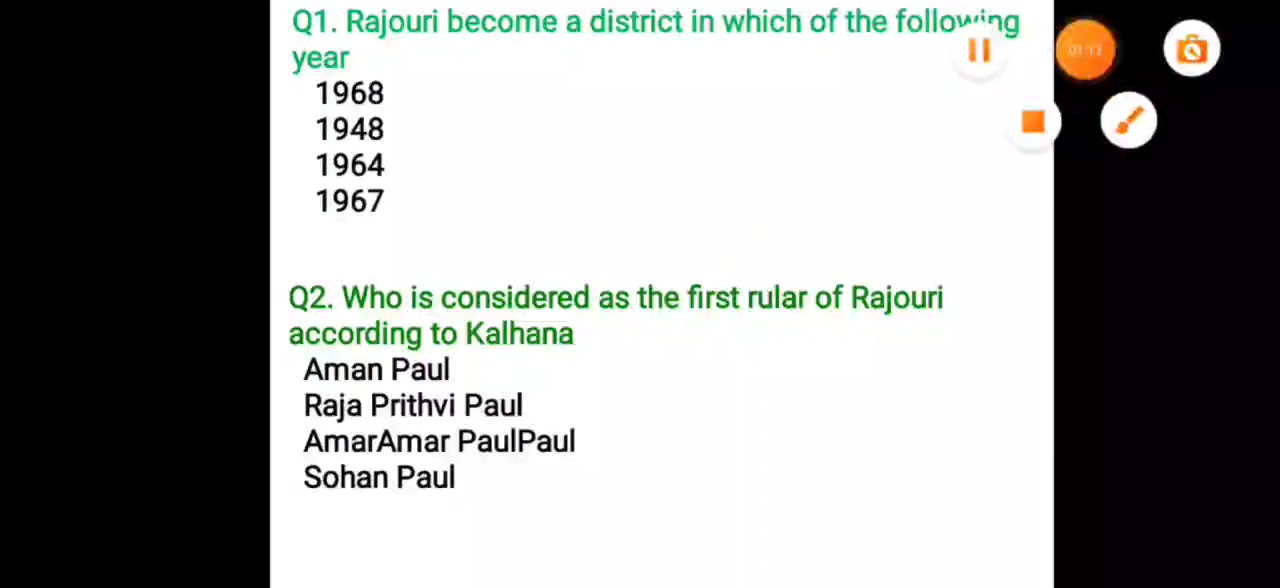 Q1. Rajouri become a district in which of the following
year
1968
1948
1964
1967
Q2. Who is considered as the first rular of Rajouri
according to Kalhana
Aman Paul
Raja Prithvi Paul
AmarAmar PaulPaul
Sohan Paul